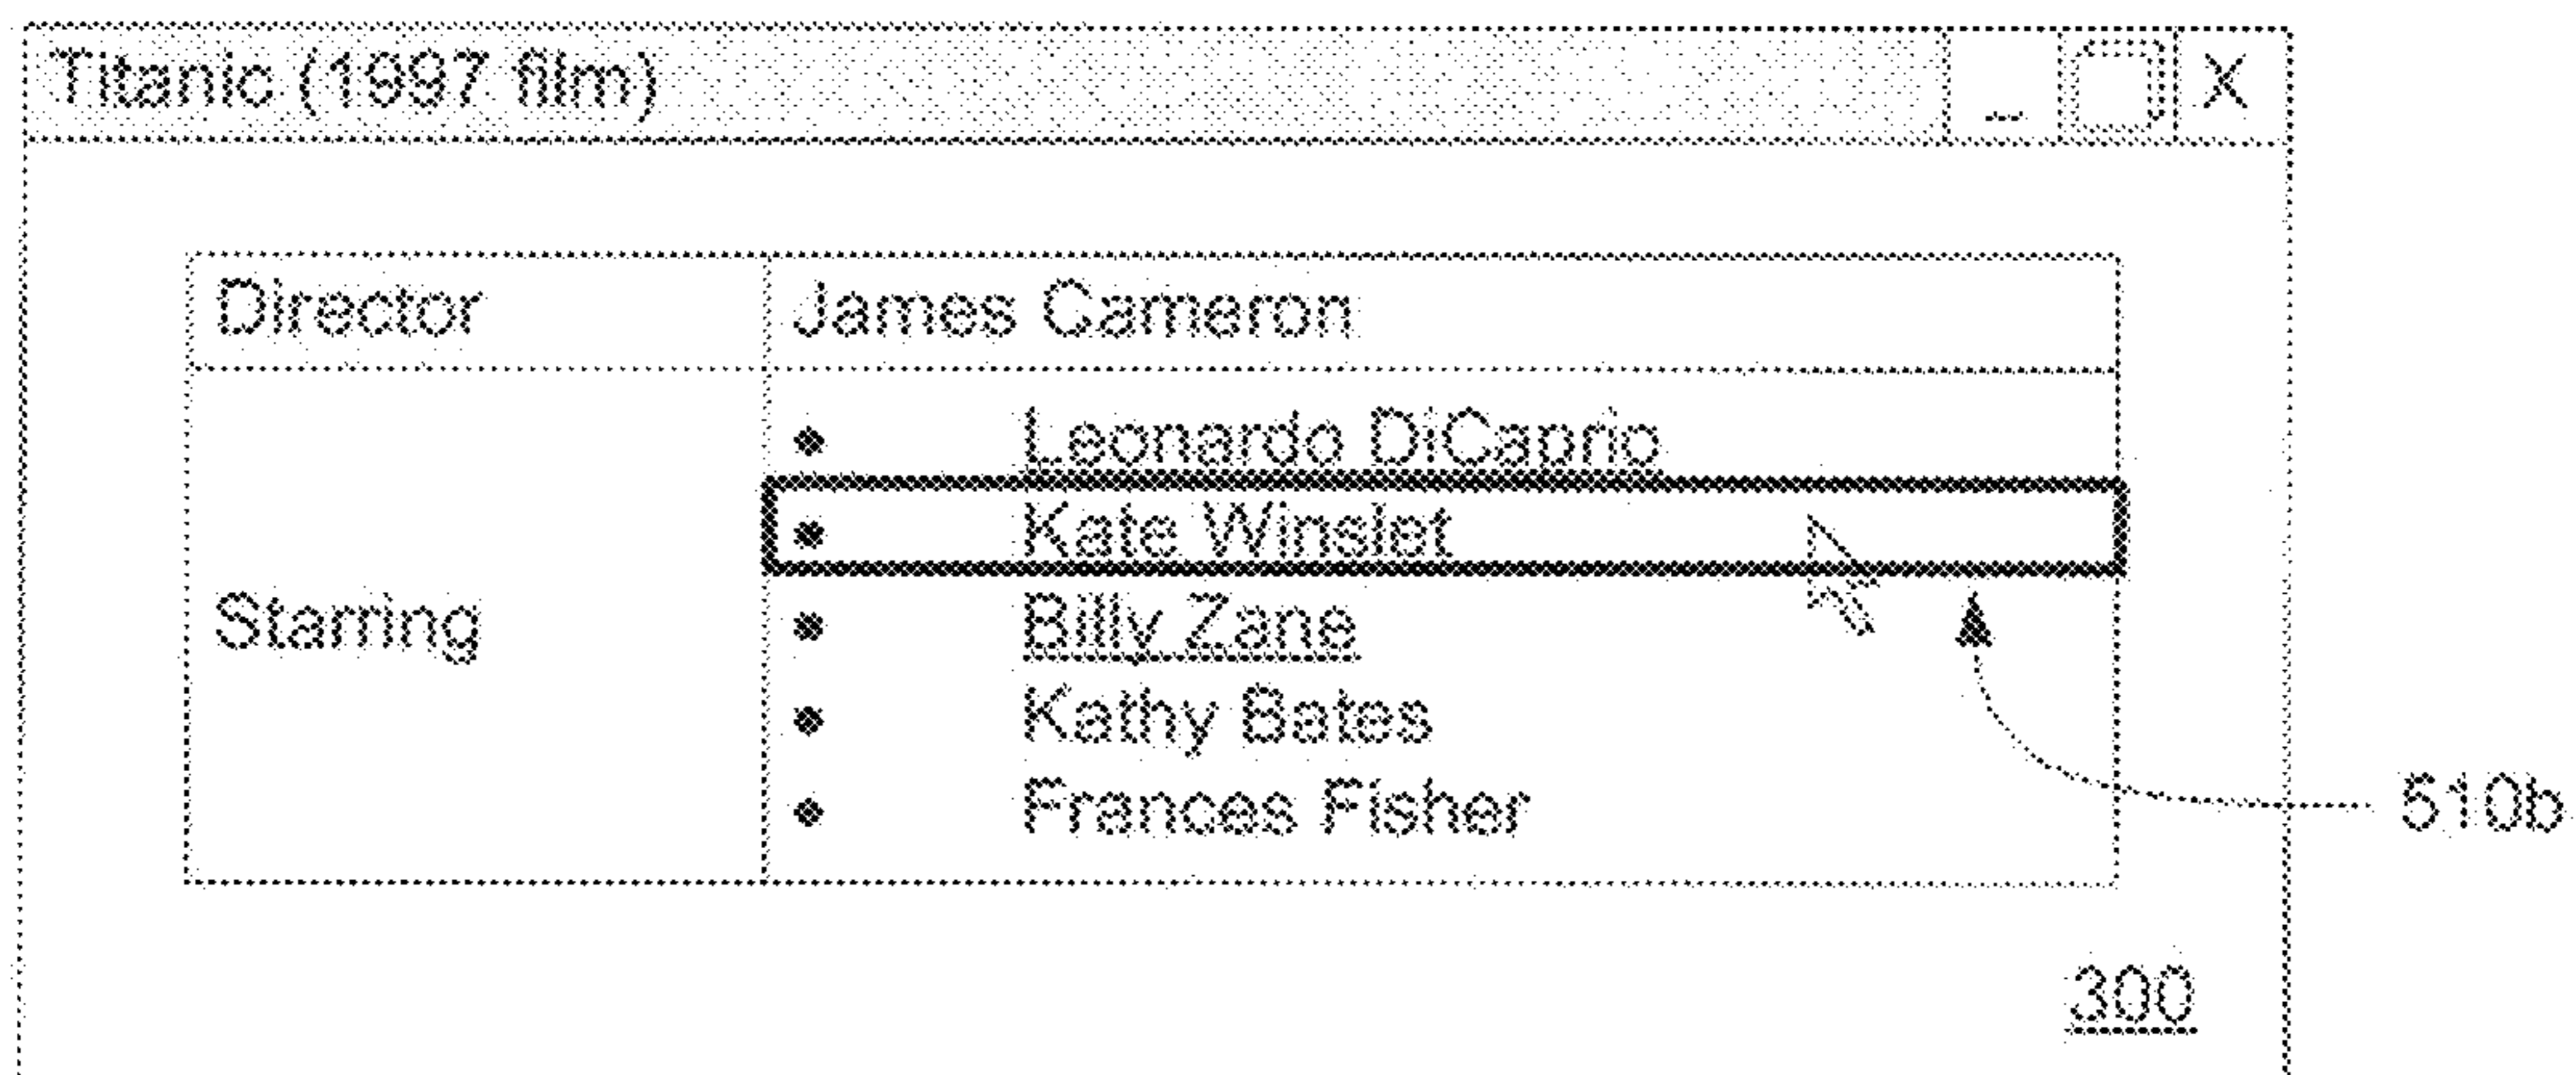 Titanic (1997 film) _ X
Director James Cameron
• Leonardo DiCaprio
• Kate Winslet
Starring • Billy Zane
• Kathy Bates
• Frances Fisher
510b
300